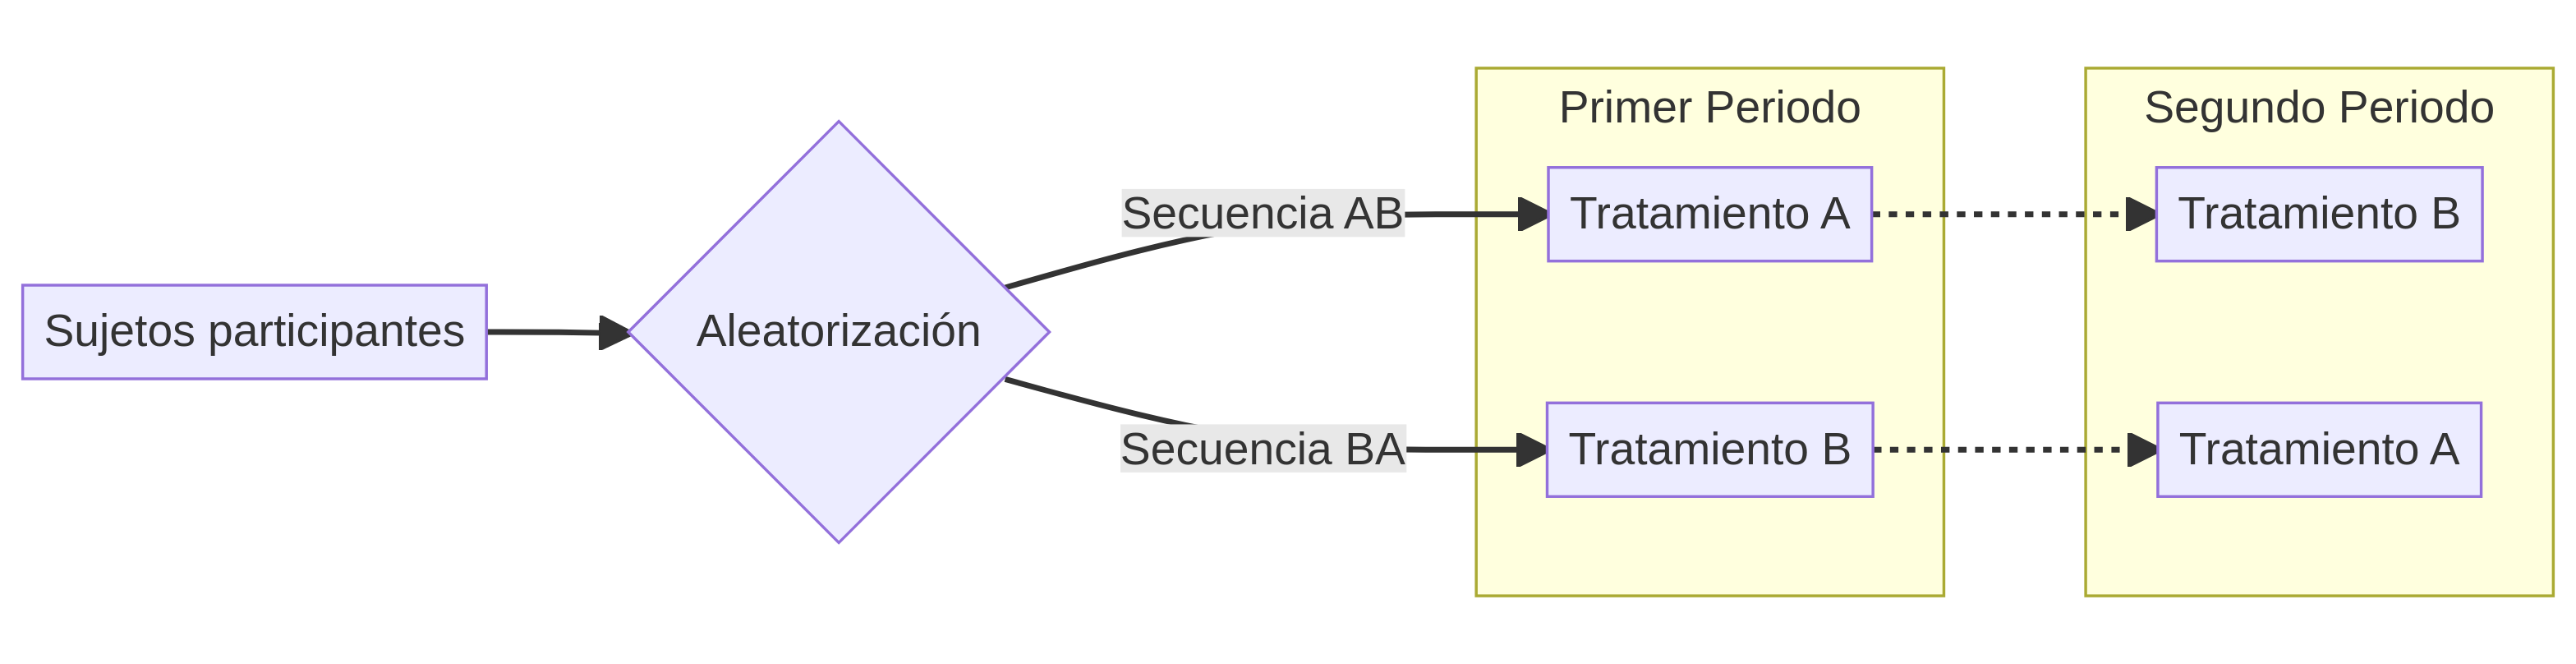 Sujetos participantes
Aleatorización
Secuencia AB
Secuencia BA
Primer Periodo
Tratamiento A
Tratamiento B
Segundo Periodo
Tratamiento B
Tratamiento A